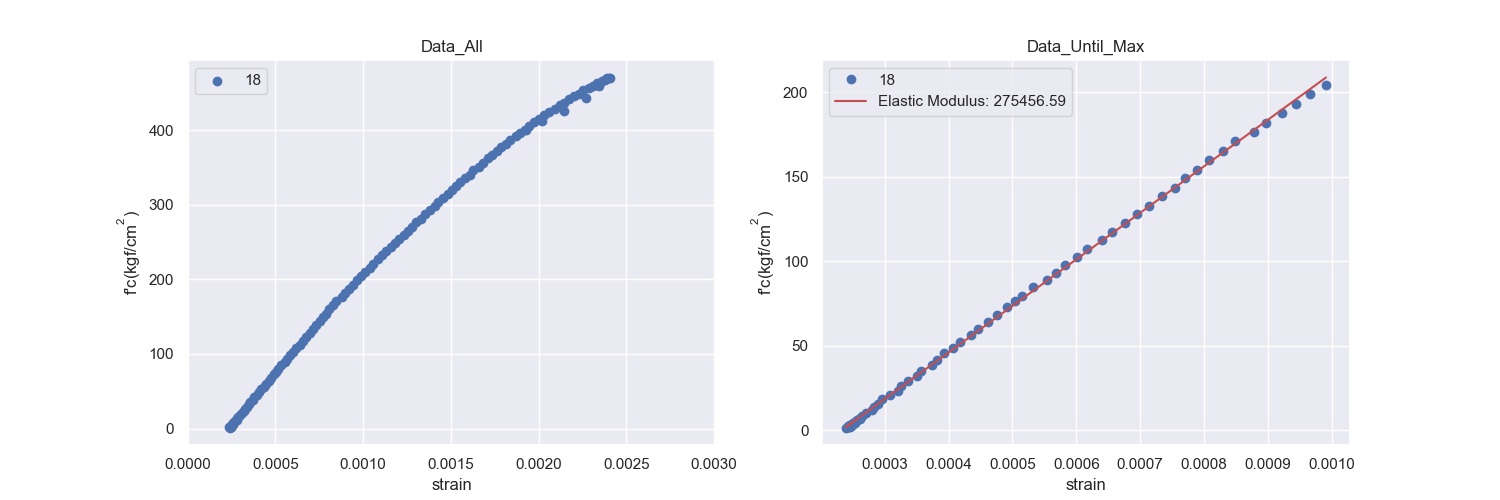 Data_All
18
400
300
200
100
0
f'c(kgf/cm²)
0.0000 0.0005 0.0010 0.0015 0.0020 0.0025 0.0030
strain
Data_Until_Max
18
Elastic Modulus: 275456.59
200
150
100
50
0
f'c(kgf/cm²)
0.0003 0.0004 0.0005 0.0006 0.0007 0.0008 0.0009 0.0010
strain